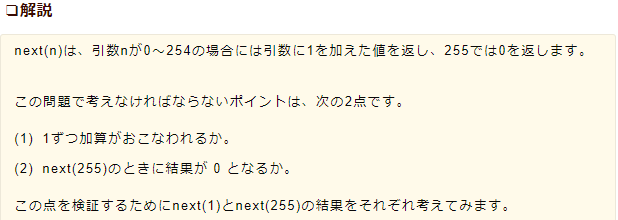 ❏解説
next(n)は、引数nが0～254の場合には引数に1を加えた値を返し、255では0を返します。
この問題で考えなければならないポイントは、次の2点です。
(1) 1ずつ加算がおこなわれるか。
(2) next(255)のときに結果が 0 となるか。
この点を検証するためにnext(1)とnext(255)の結果をそれぞれ考えてみます。